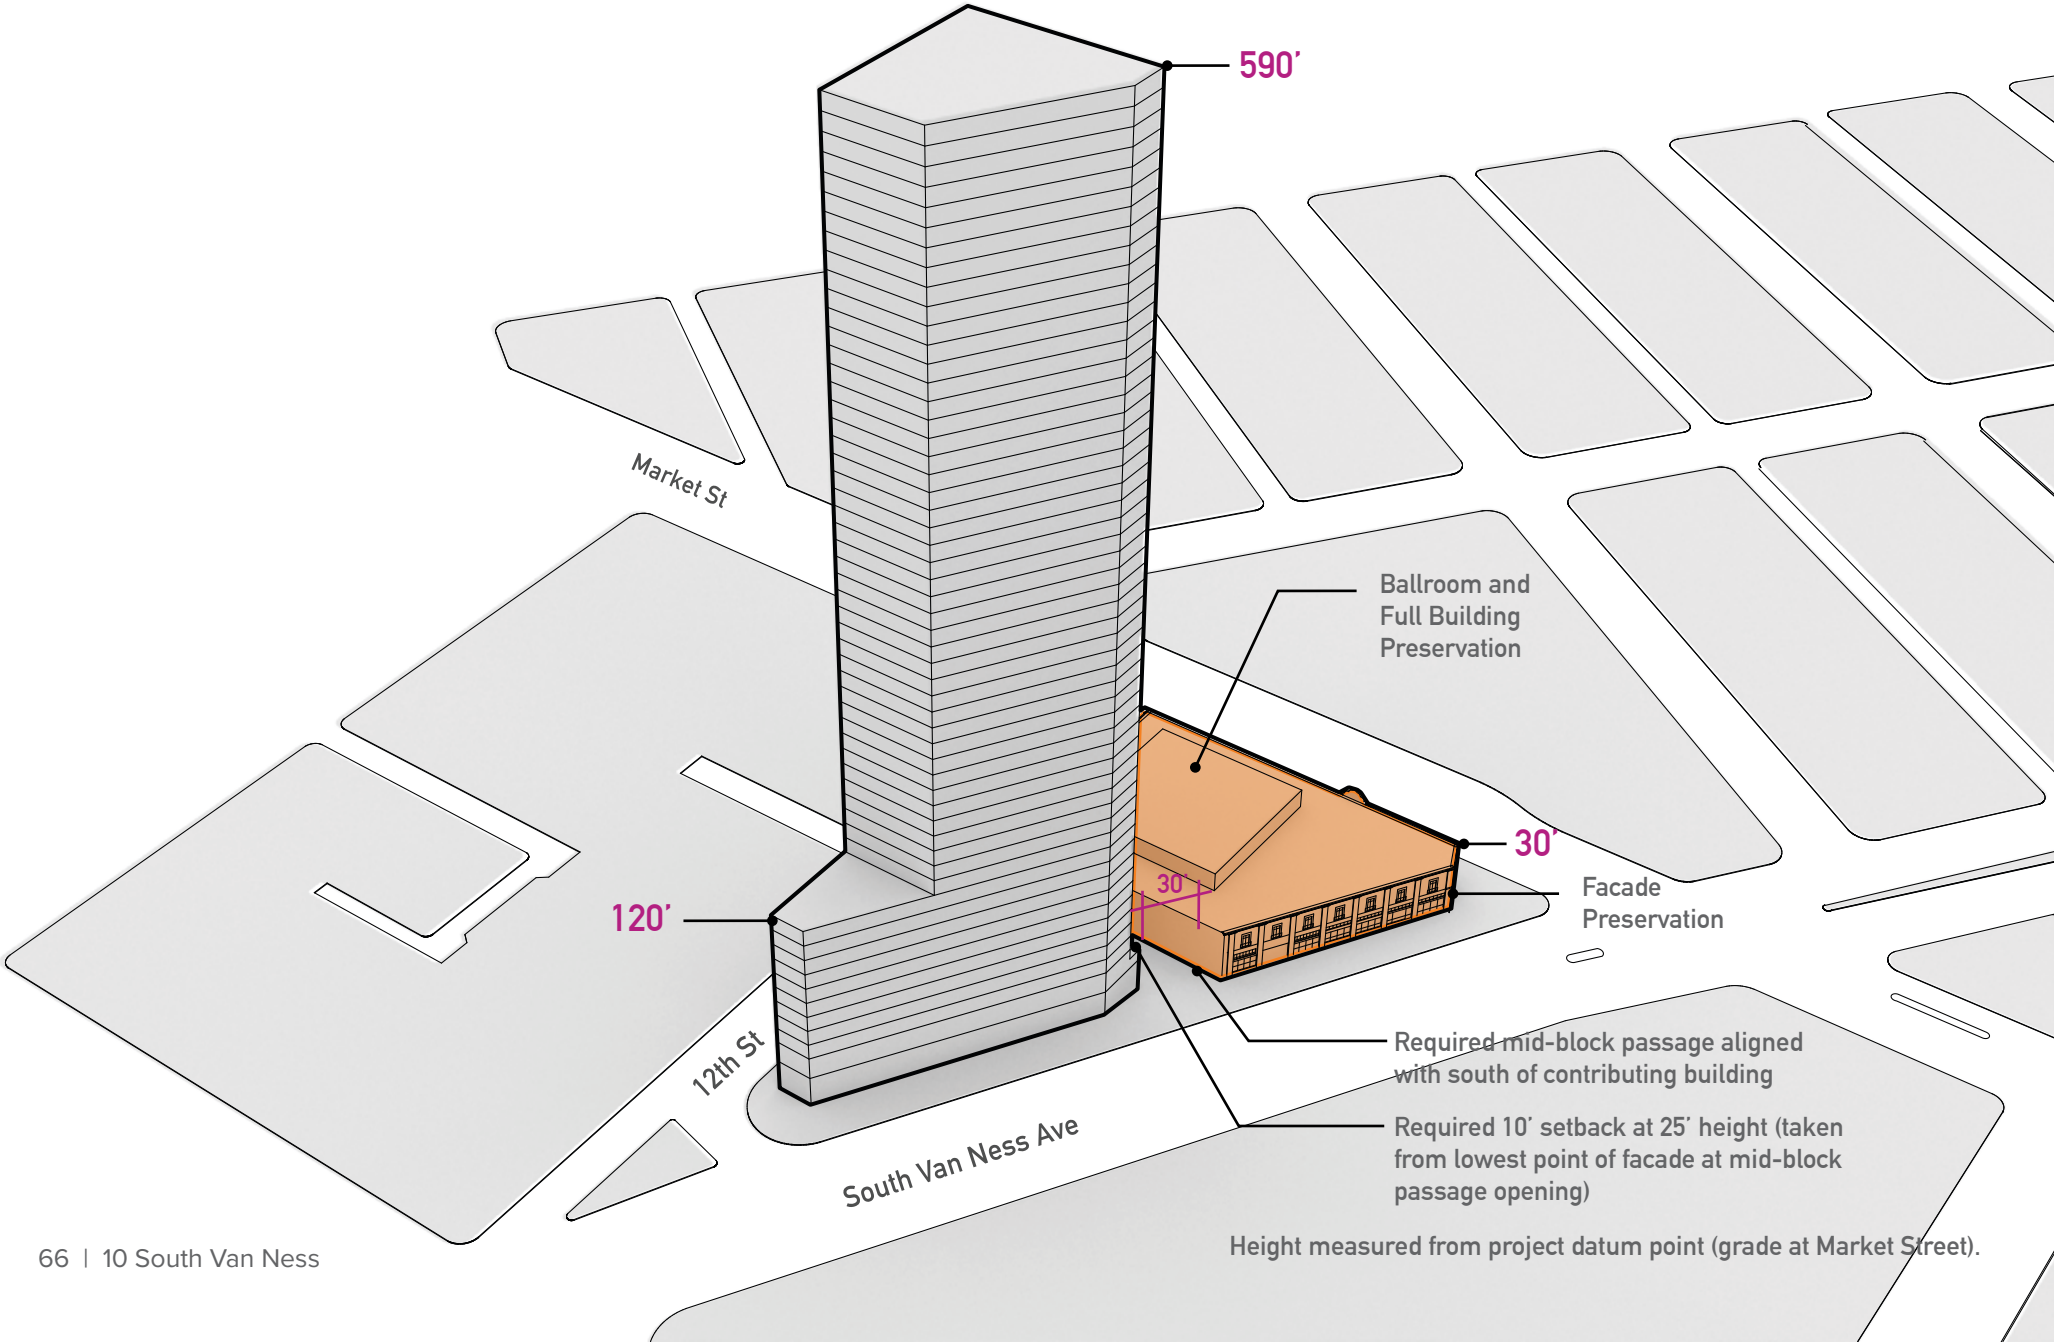 590’
Market St
Ballroom and
Full Building
Preservation
30’
30’
Facade
Preservation
120’
12th St
South Van Ness Ave
Required mid-block passage aligned
with south of contributing building
Required 10’ setback at 25’ height (taken
from lowest point of facade at mid-block
passage opening)
Height measured from project datum point (grade at Market Street).
66 | 10 South Van Ness